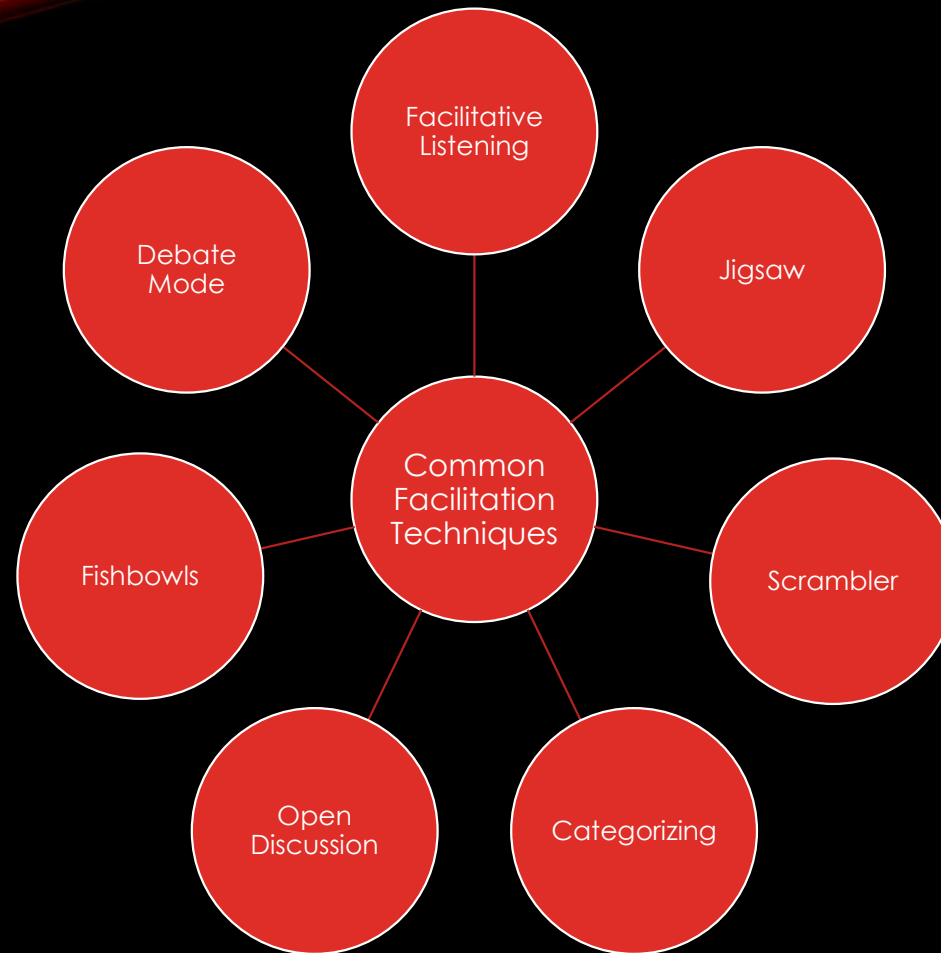 Facilitative
Listening
Debate
Mode
Jigsaw
Common
Facilitation
Techniques
Fishbowls
Scrambler
Open
Discussion
Categorizing